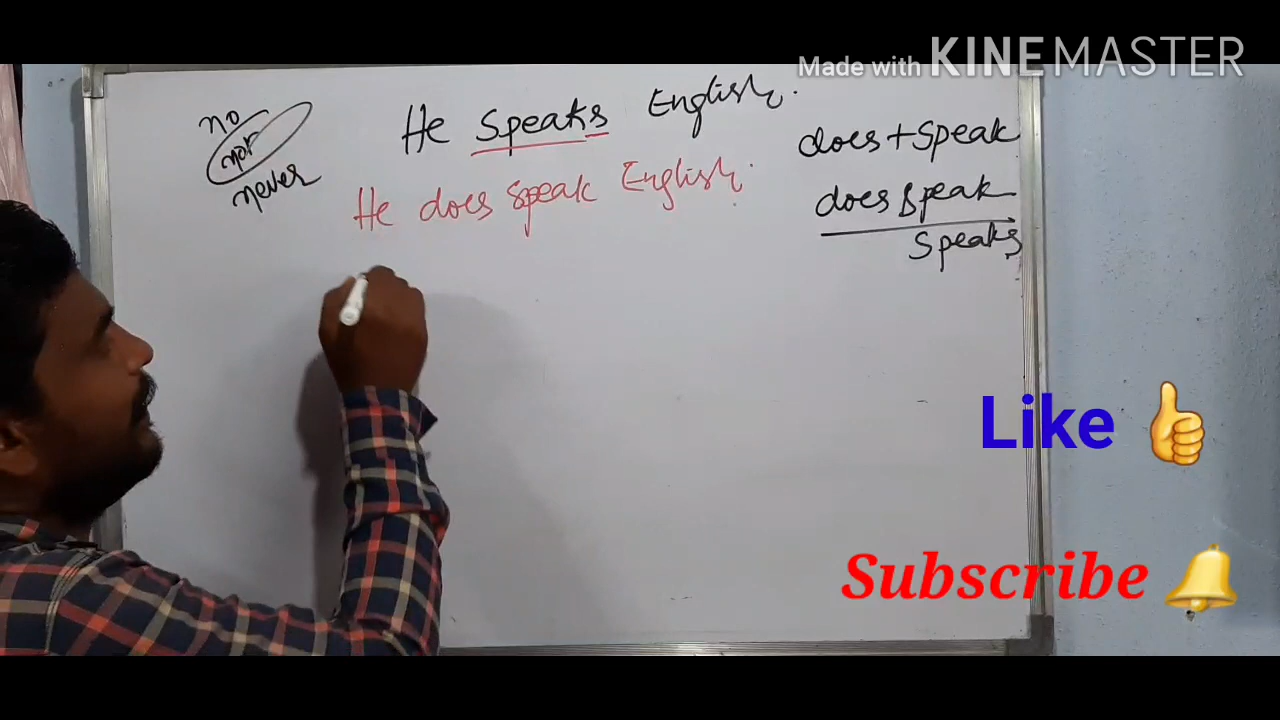 Made with KINEMASTER
no
not
never
He speaks English.
He does speak English.
does + speak
does speak
speaks
Like 👍
Subscribe 🔔